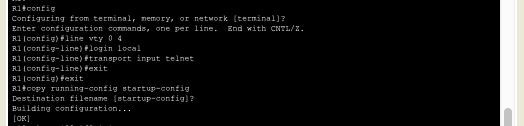 R1#config
Configuring from terminal, memory, or network [terminal]?
Enter configuration commands, one per line.  End with CNTL/Z.
R1(config)#line vty 0 4
R1(config-line)#login local
R1(config-line)#transport input telnet
R1(config-line)#exit
R1(config)#exit
R1#copy running-config startup-config
Destination filename [startup-config]?
Building configuration...
[OK]